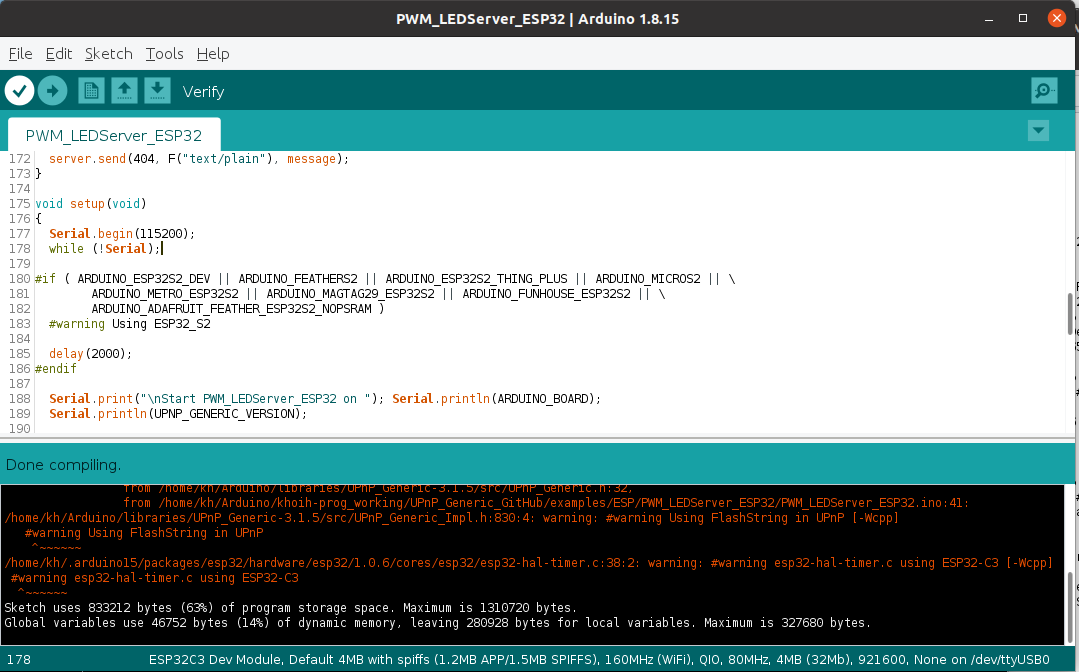 PWM_LEDServer_ESP32 | Arduino 1.8.15
File Edit Sketch Tools Help
Verify
PWM_LEDServer_ESP32
172 server.send(404, F("text/plain"), message);
173 }
174
175 void setup(void)
176 {
177 Serial.begin(115200);
178 while (!Serial);
179
180 #if ( ARDUINO_ESP32S2_DEV || ARDUINO_FEATHERS2 || ARDUINO_ESP32S2_THING_PLUS || ARDUINO_MICROS2 || \
181 ARDUINO_METRO_ESP32S2 || ARDUINO_MAGTAG29_ESP32S2 || ARDUINO_FUNHOUSE_ESP32S2 || \
182 ARDUINO_ADAFRUIT_FEATHER_ESP32S2_NOPSRAM )
183 #warning Using ESP32_S2
184
185 delay(2000);
186 #endif
187
188 Serial.print("\nStart PWM_LEDServer_ESP32 on "); Serial.println(ARDUINO_BOARD);
189 Serial.println(UPNP_GENERIC_VERSION);
190
Done compiling.
from /home/kh/Arduino/libraries/UPnP_Generic-3.1.5/src/UPnP_Generic.h:32,
from /home/kh/Arduino/khoih-prog_working/UPnP_Generic_GitHub/examples/ESP/PWM_LEDServer_ESP32/PWM_LEDServer_ESP32.ino:41:
/home/kh/Arduino/libraries/UPnP_Generic-3.1.5/src/UPnP_Generic_Impl.h:830:4: warning: #warning Using FlashString in UPnP [-Wcpp]
#warning Using FlashString in UPnP
^~~~~~~
/home/kh/.arduino15/packages/esp32/hardware/esp32/1.0.6/cores/esp32/esp32-hal-timer.c:38:2: warning: #warning esp32-hal-timer.c using ESP32-C3 [-Wcpp]
#warning esp32-hal-timer.c using ESP32-C3
^~~~~~~
Sketch uses 833212 bytes (63%) of program storage space. Maximum is 1310720 bytes.
Global variables use 46752 bytes (14%) of dynamic memory, leaving 280928 bytes for local variables. Maximum is 327680 bytes.
178 ESP32C3 Dev Module, Default 4MB with spiffs (1.2MB APP/1.5MB SPIFFS), 160MHz (WiFi), QIO, 80MHz, 4MB (32Mb), 921600, None on /dev/ttyUSB0